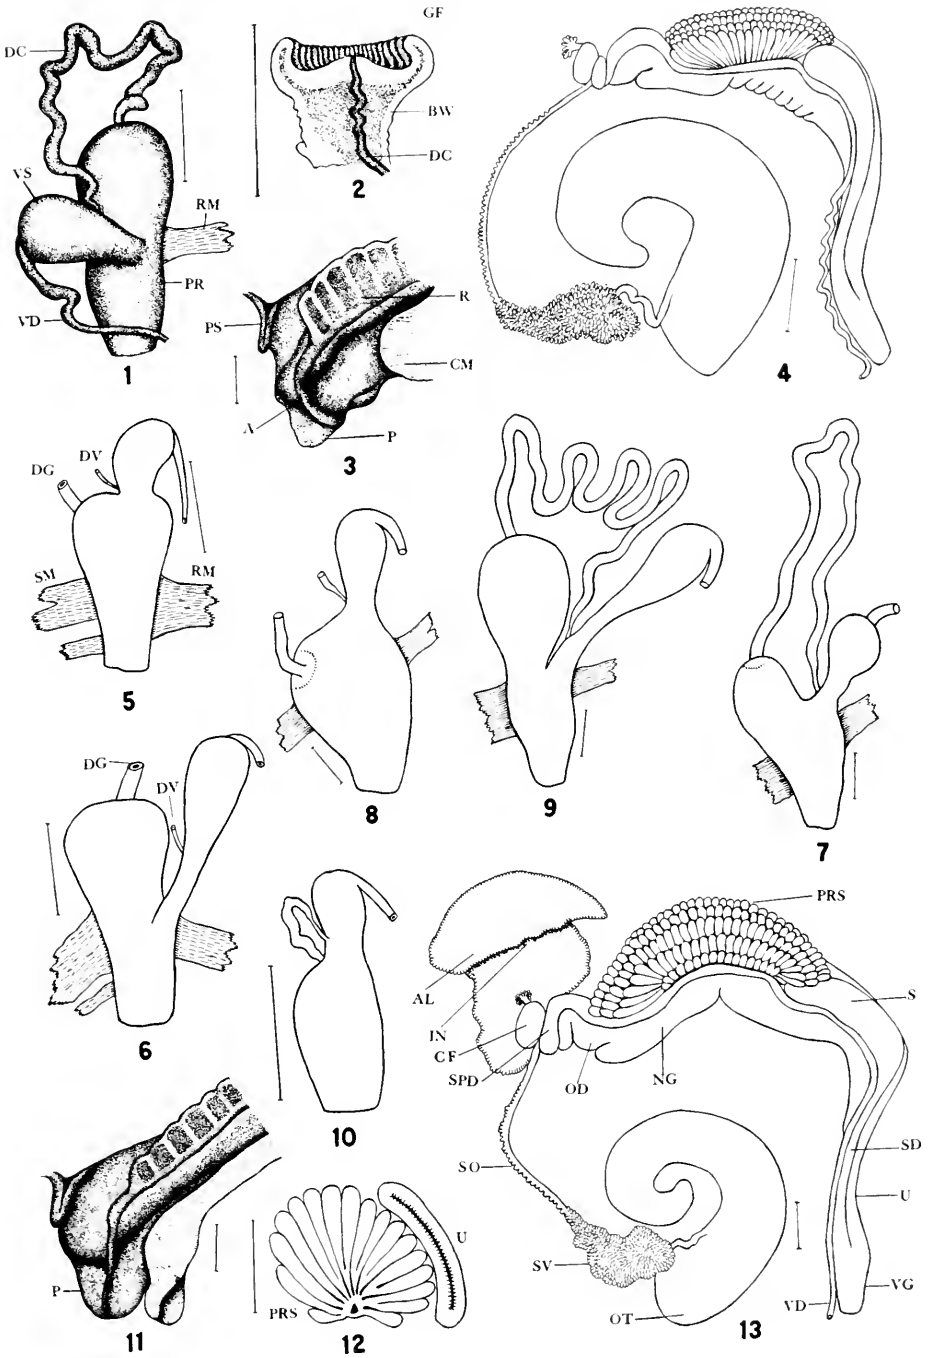 DC
VS
RM
PR
VD
1
GF
BW
DC
2
PS
R
CM
A
P
3
4
DG
DV
SM
RM
5
8
9
7
DG
DV
6
10
PRS
AL
IN
CF
SPD
OD
NG
S
SO
SD
U
SV
OT
VD
VG
13
P
11
PRS
U
12